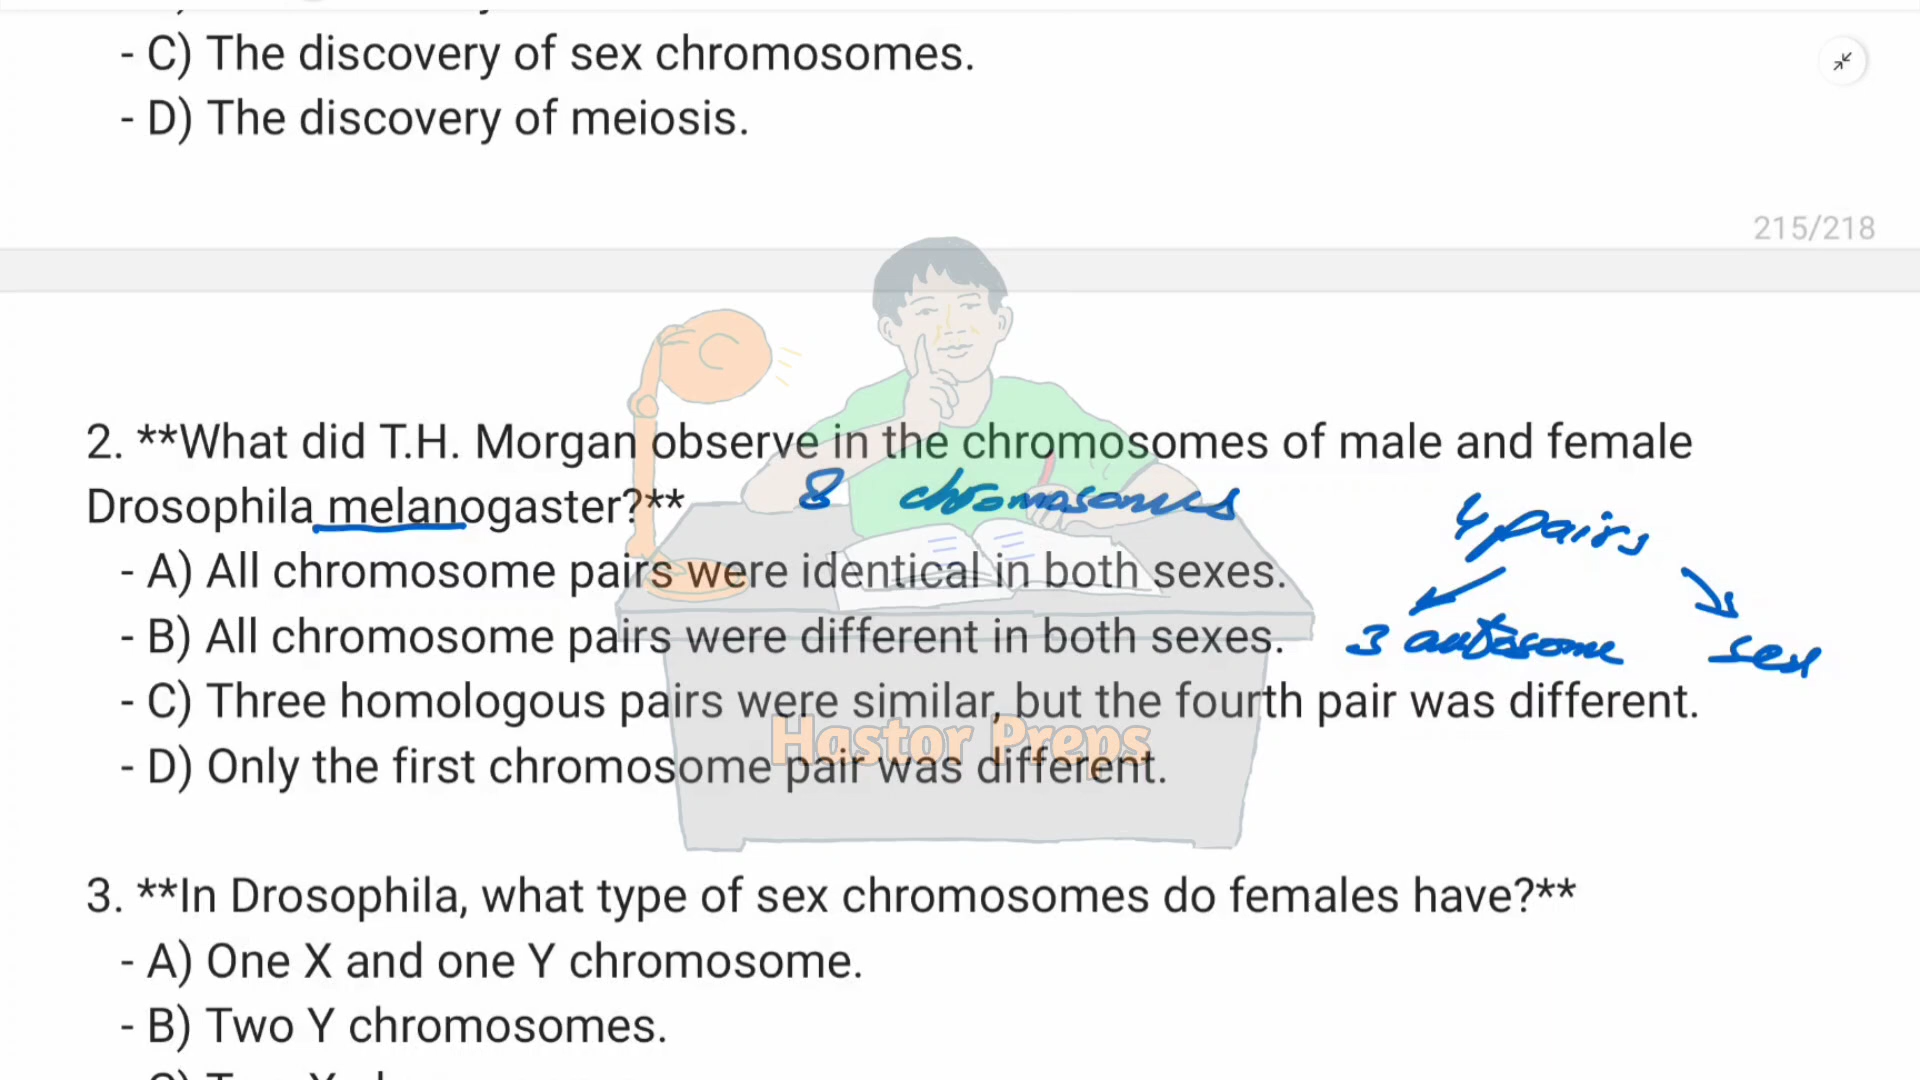 - C) The discovery of sex chromosomes.
- D) The discovery of meiosis.
215/218
2. **What did T.H. Morgan observe in the chromosomes of male and female
Drosophila melanogaster?**
8 chromosomes
4 pairs
- A) All chromosome pairs were identical in both sexes.
- B) All chromosome pairs were different in both sexes.
3 autosome
sex
- C) Three homologous pairs were similar, but the fourth pair was different.
Hastor Preps
- D) Only the first chromosome pair was different.
3. **In Drosophila, what type of sex chromosomes do females have?**
- A) One X and one Y chromosome.
- B) Two Y chromosomes.